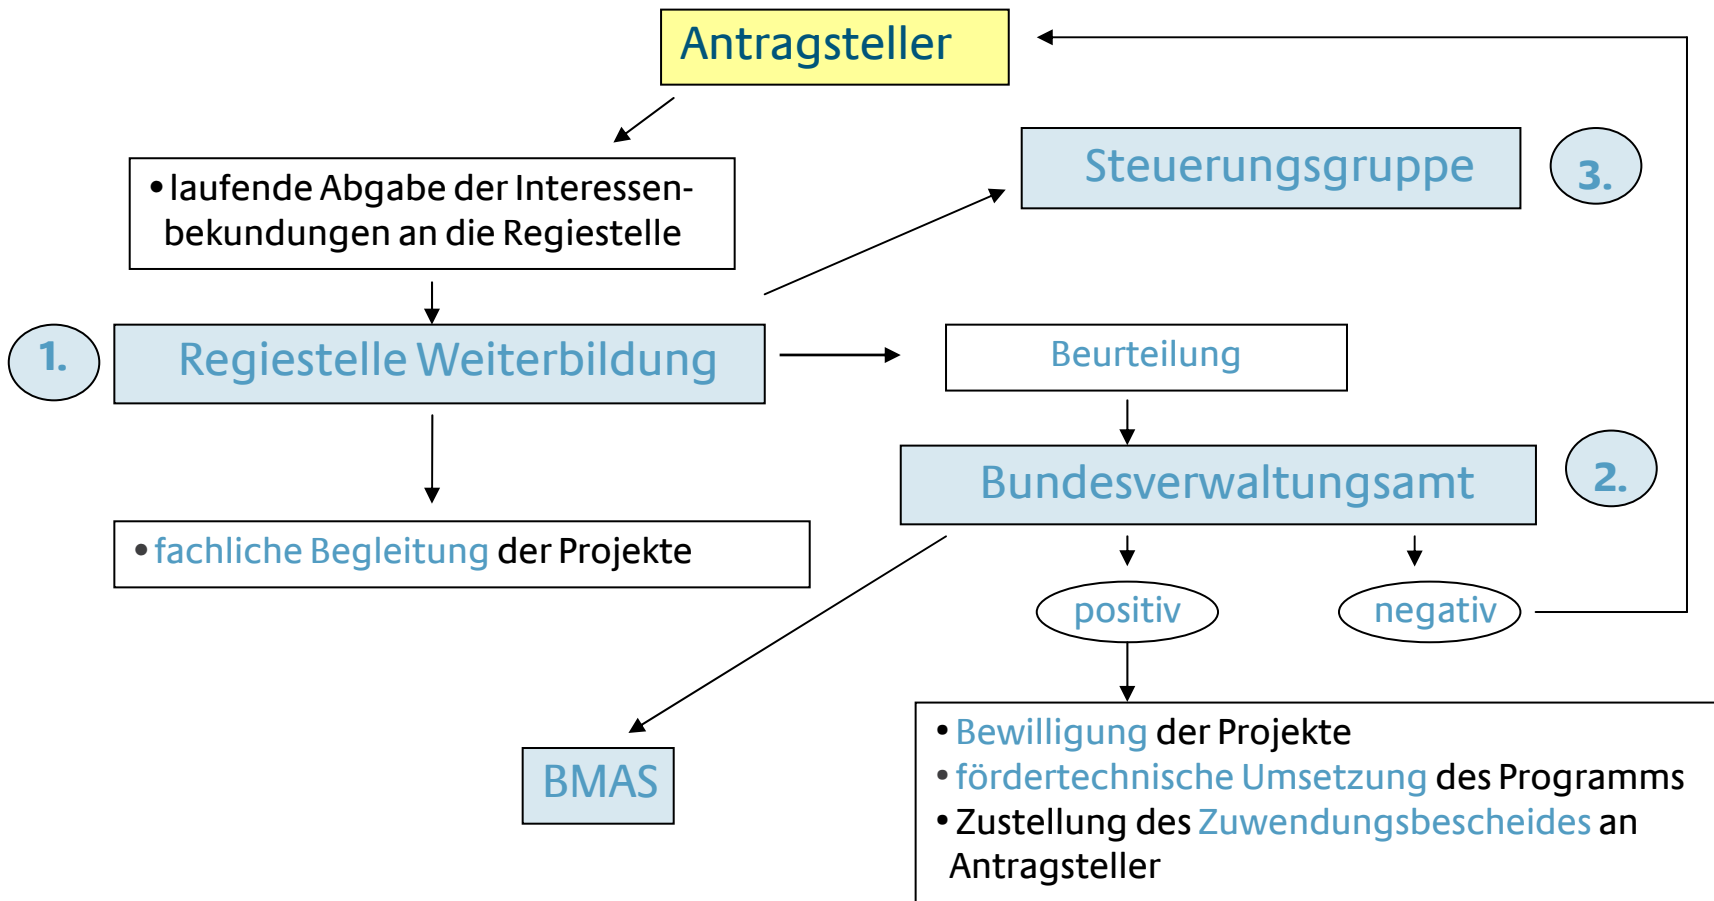 Antragsteller
• laufende Abgabe der Interessen-
bekundungen an die Regiestelle
Steuerungsgruppe
3.
1.
Regiestelle Weiterbildung
Beurteilung
Bundesverwaltungsamt
2.
• fachliche Begleitung der Projekte
positiv
negativ
BMAS
• Bewilligung der Projekte
• fördertechnische Umsetzung des Programms
• Zustellung des Zuwendungsbescheides an
Antragsteller